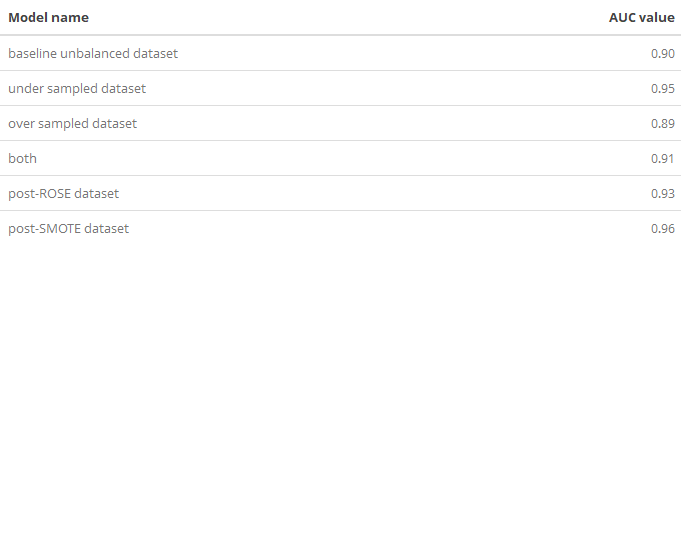 Model name AUC value
baseline unbalanced dataset 0.90
under sampled dataset 0.95
over sampled dataset 0.89
both 0.91
post-ROSE dataset 0.93
post-SMOTE dataset 0.96